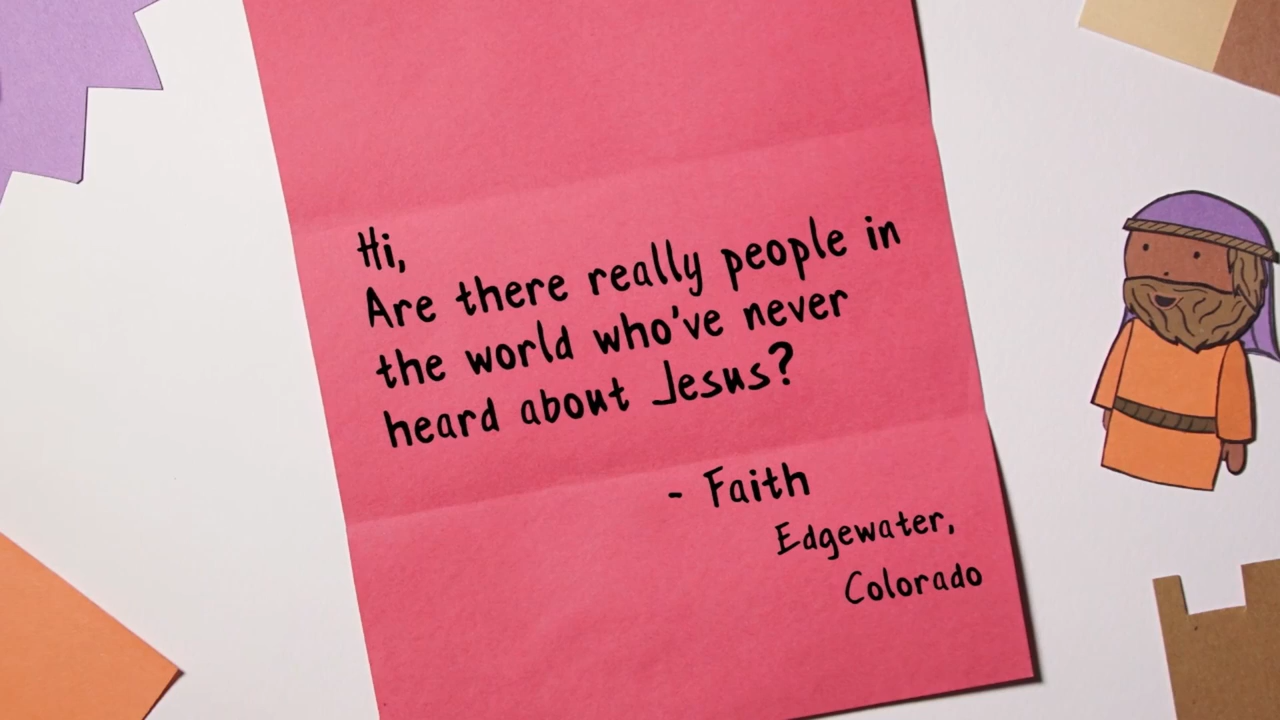 Hi,
Are there really people in
the world who've never
heard about Jesus?
- Faith
Edgewater,
Colorado